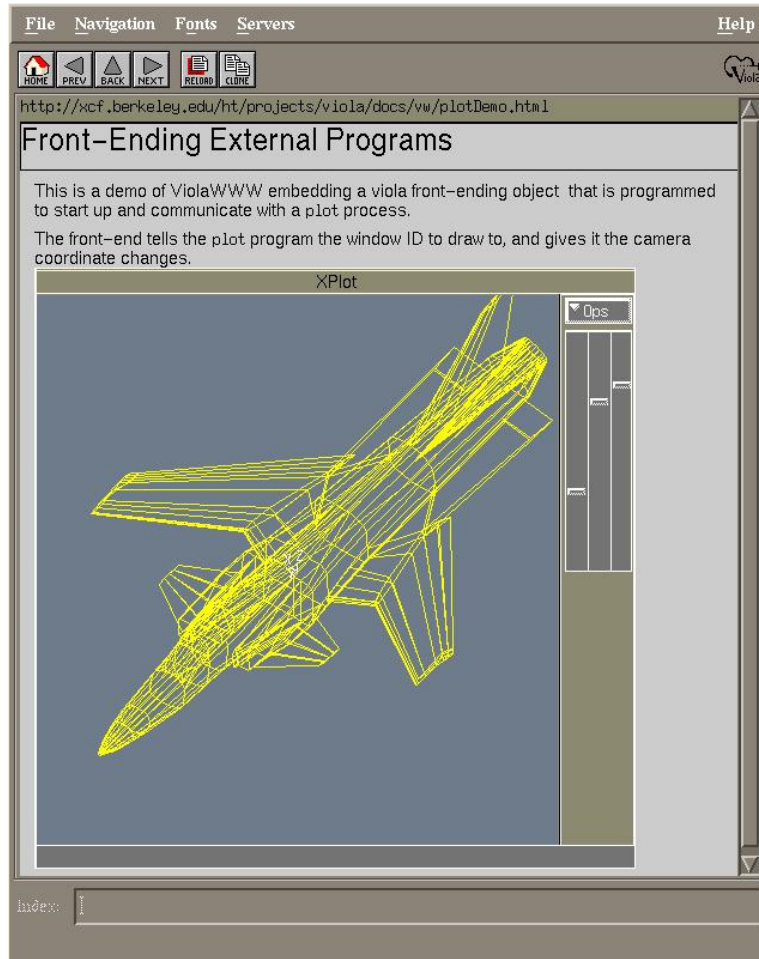 File Navigation Fonts Servers Help
HOME PREV BACK NEXT RELOAD CLONE Viola
http://xcf.berkeley.edu/ht/projects/viola/docs/vw/plotDemo.html
Front-Ending External Programs
This is a demo of ViolaWWW embedding a viola front-ending object that is programmed
to start up and communicate with a plot process.
The front-end tells the plot program the window ID to draw to, and gives it the camera
coordinate changes.
XPlot
Ops
Index: